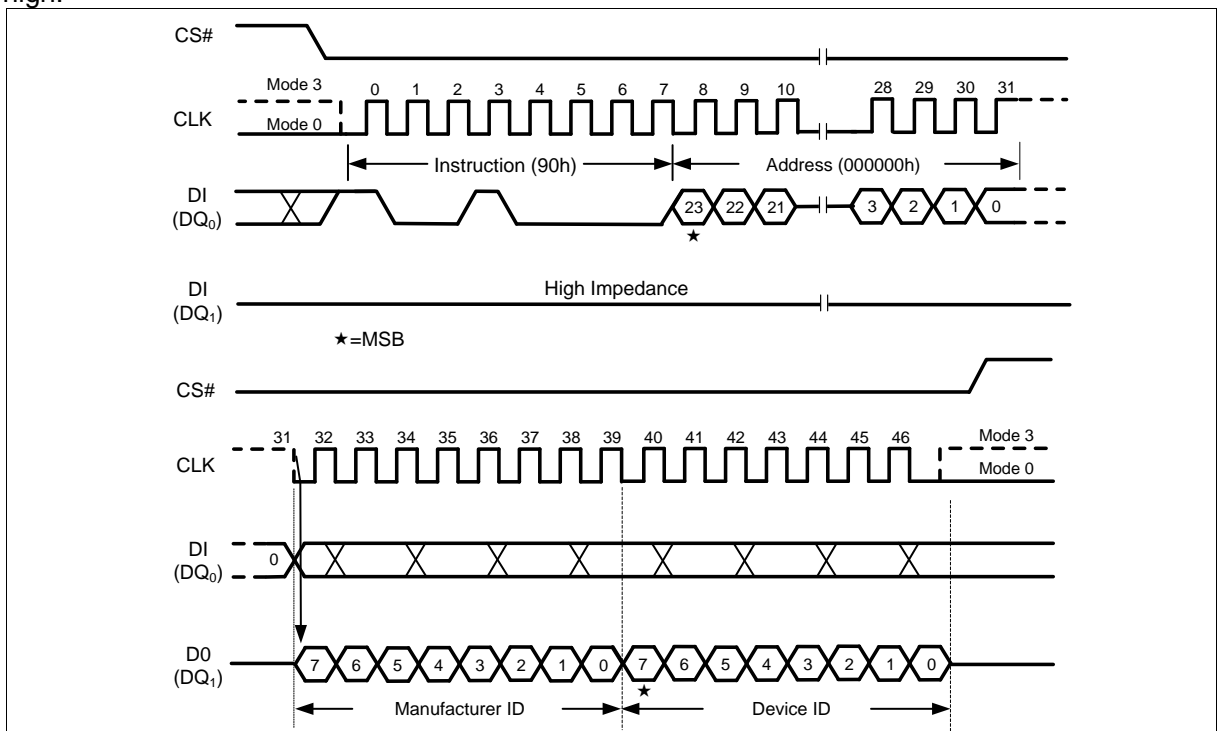 high.
CS#
Mode 3
0 1 2 3 4 5 6 7 8 9 10 28 29 30 31
CLK
Mode 0
Instruction (90h) Address (000000h)
DI
(DQ0)
23 22 21 3 2 1 0
★
DI
(DQ1)
High Impedance
★=MSB
CS#
31 32 33 34 35 36 37 38 39 40 41 42 43 44 45 46
Mode 3
CLK
Mode 0
DI
(DQ0)
0
D0
(DQ1)
7 6 5 4 3 2 1 0 7 6 5 4 3 2 1 0
★
Manufacturer ID Device ID